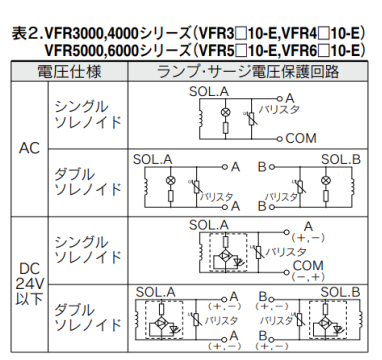 表2.VFR3000,4000シリーズ(VFR3□10-E,VFR4□10-E)
VFR5000,6000シリーズ(VFR5□10-E,VFR6□10-E)
電圧仕様 ランプ・サージ電圧保護回路
AC
シングル
ソレノイド
SOL.A
A
バリスタ
COM
ダブル
ソレノイド
SOL.A A B SOL.B
バリスタ バリスタ
A B
DC
24V
以下
シングル
ソレノイド
SOL.A
A
(+,−)
バリスタ
COM
(−,+)
ダブル
ソレノイド
SOL.A A B SOL.B
(+,−) (+,−)
バリスタ バリスタ
A B
(+,−) (+,−)